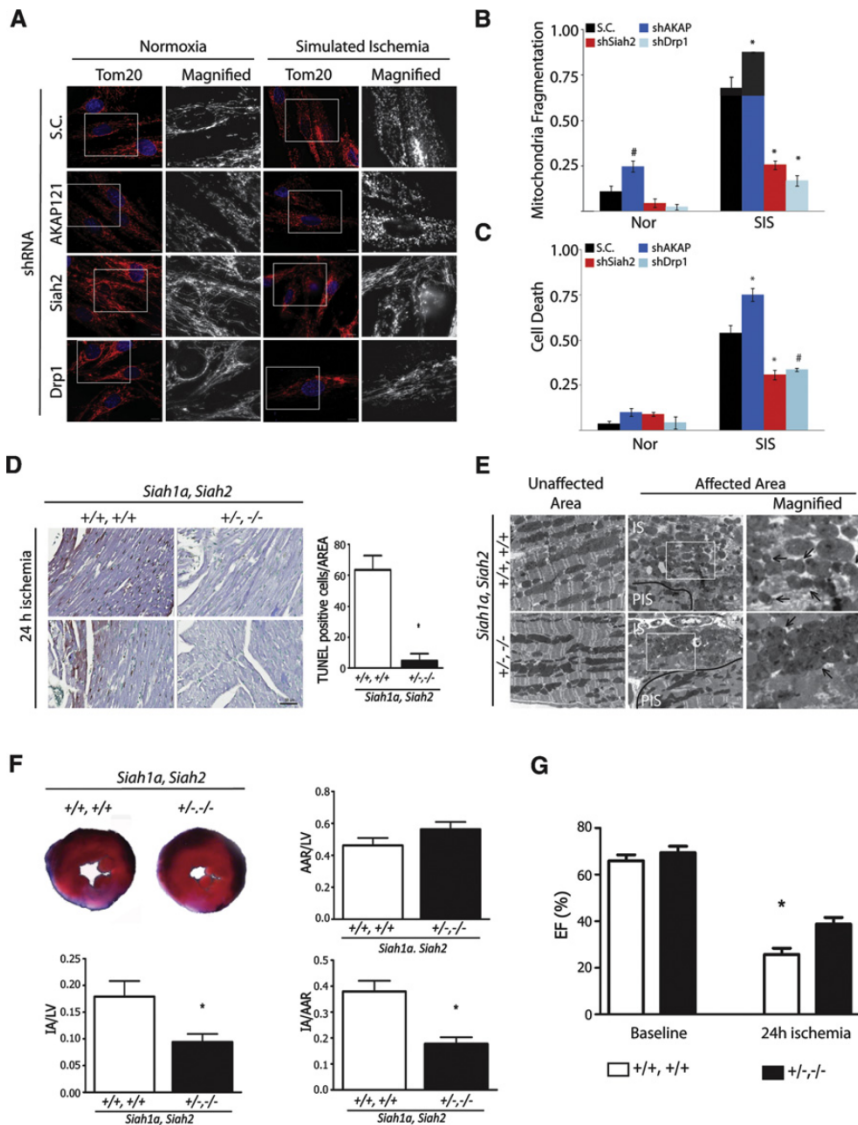 A
Normoxia
Simulated Ischemia
Tom20
Magnified
Tom20
Magnified
shRNA
S.C.
AKAP121
Siah2
Drp1
B
S.C.
shAKAP
shSiah2
shDrp1
Mitochondria Fragmentation
1.00
0.75
0.50
0.25
#
*
*
*
Nor
SIS
C
S.C.
shAKAP
shSiah2
shDrp1
Cell Death
1.00
0.75
0.50
0.25
*
*
#
Nor
SIS
D
Siah1a, Siah2
+/+, +/+
+/-, -/-
24 h ischemia
TUNEL positive cells/AREA
80
60
40
20
0
+/+, +/+
+/-,-/-
Siah1a, Siah2
E
Unaffected
Area
Affected Area
Magnified
Siah1a, Siah2
+/+, +/+
+/-, -/-
IS
PIS
IS
PIS
F
Siah1a, Siah2
+/+, +/+
+/-,-/-
AAR/LV
0.8
0.6
0.4
0.2
0.0
+/+, +/+
+/-,-/-
Siah1a. Siah2
IA/LV
0.25
0.20
0.15
0.10
0.05
0.00
*
+/+, +/+
+/-,-/-
Siah1a, Siah2
IA/AAR
0.5
0.4
0.3
0.2
0.1
0.0
*
+/+, +/+
+/-,-/-
Siah1a, Siah2
G
EF (%)
80
60
40
20
0
*
Baseline
24h ischemia
+/+, +/+
+/-,-/-